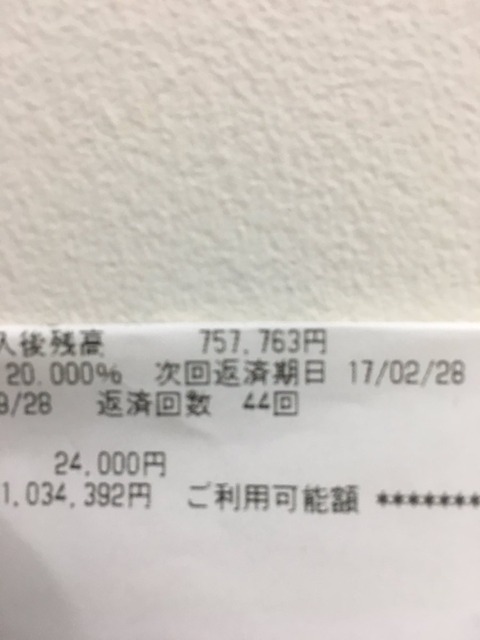 入後残高 757,763円
20.000% 次回返済期日 17/02/28
/28 返済回数 44回
24,000円
1,034,392円 ご利用可能額 *******